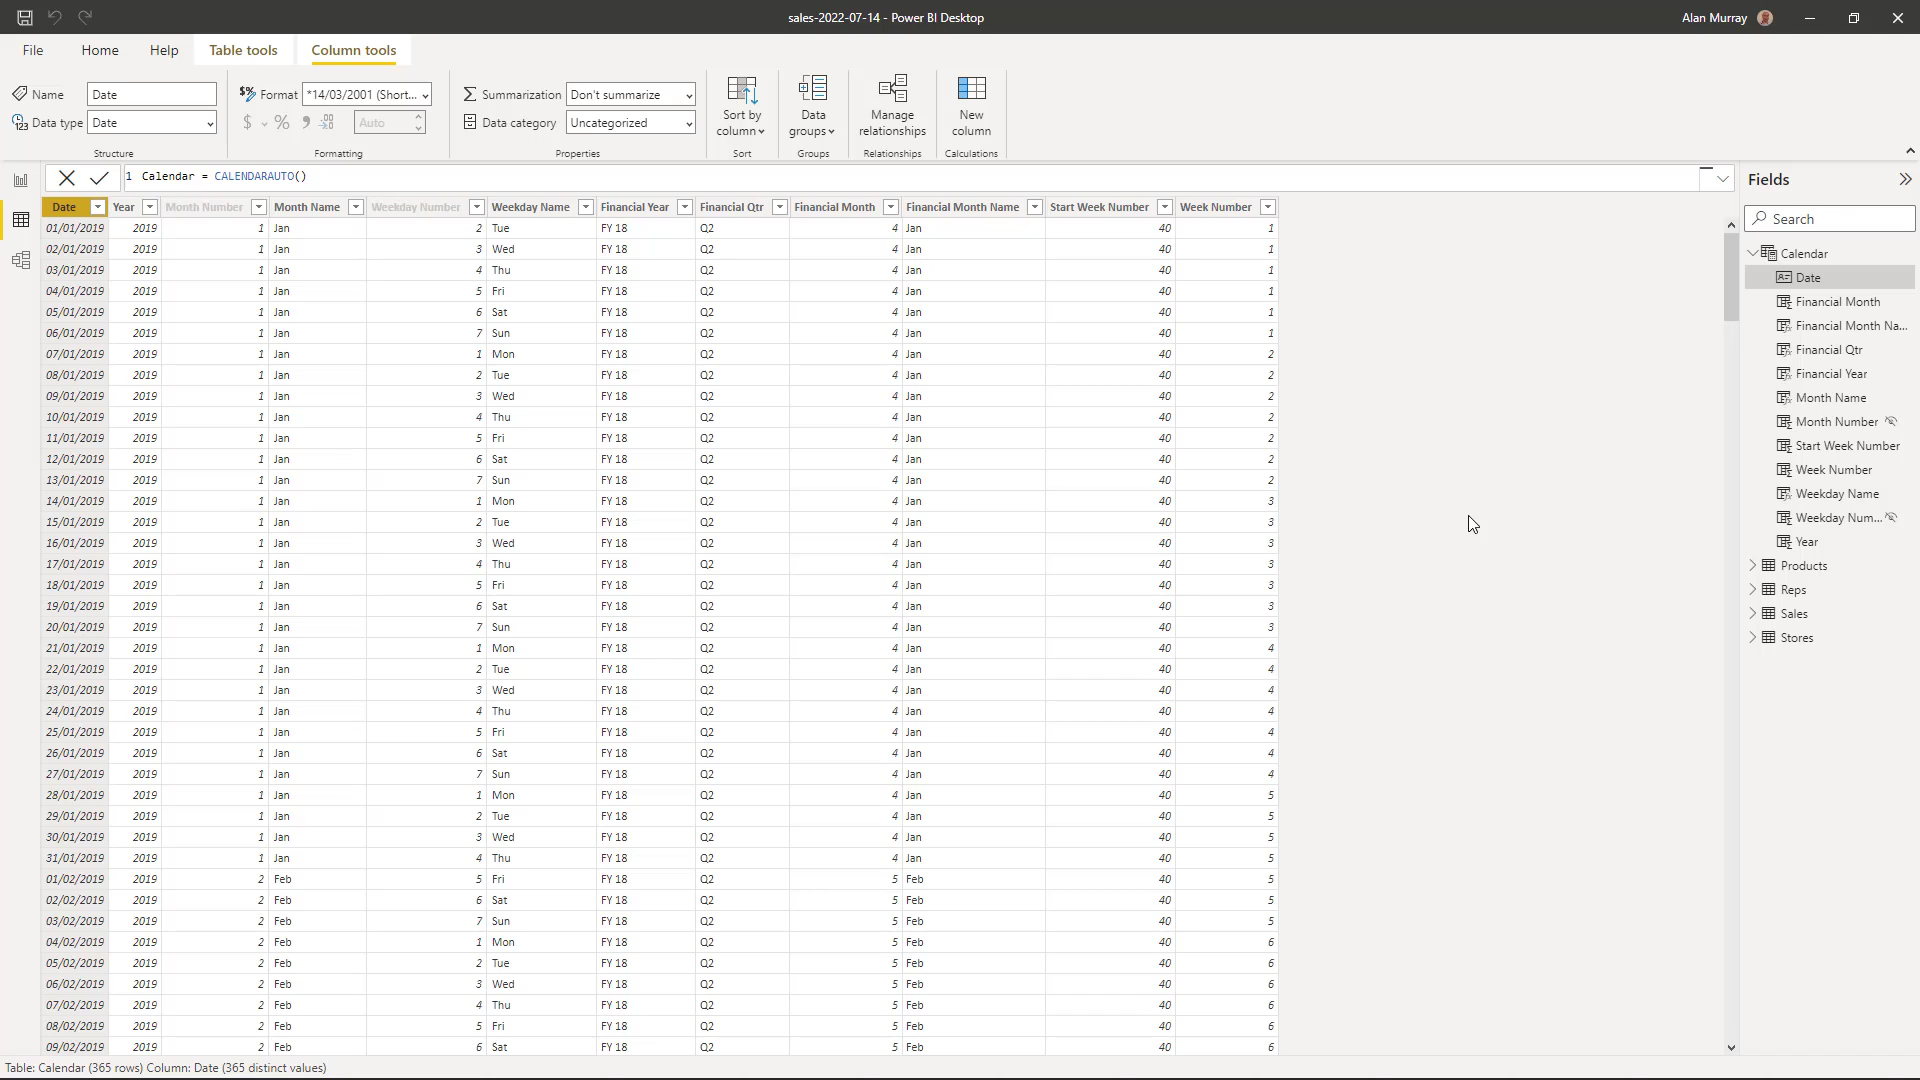 sales-2022-07-14 - Power BI Desktop
Alan Murray
File Home Help Table tools Column tools
Name Date
Data type Date
Structure
Format *14/03/2001 (Short...
$ % 9 Auto
Formatting
Summarization Don't summarize
Data category Uncategorized
Properties
Sort by column
Sort
Data groups
Groups
Manage relationships
Relationships
New column
Calculations
1 Calendar = CALENDARAUTO()
Date Year Month Number Month Name Weekday Number Weekday Name Financial Year Financial Qtr Financial Month Financial Month Name Start Week Number Week Number
01/01/2019 2019 1 Jan 2 Tue FY 18 Q2 4 Jan 40 1
02/01/2019 2019 1 Jan 3 Wed FY 18 Q2 4 Jan 40 1
03/01/2019 2019 1 Jan 4 Thu FY 18 Q2 4 Jan 40 1
04/01/2019 2019 1 Jan 5 Fri FY 18 Q2 4 Jan 40 1
05/01/2019 2019 1 Jan 6 Sat FY 18 Q2 4 Jan 40 1
06/01/2019 2019 1 Jan 7 Sun FY 18 Q2 4 Jan 40 1
07/01/2019 2019 1 Jan 1 Mon FY 18 Q2 4 Jan 40 2
08/01/2019 2019 1 Jan 2 Tue FY 18 Q2 4 Jan 40 2
09/01/2019 2019 1 Jan 3 Wed FY 18 Q2 4 Jan 40 2
10/01/2019 2019 1 Jan 4 Thu FY 18 Q2 4 Jan 40 2
11/01/2019 2019 1 Jan 5 Fri FY 18 Q2 4 Jan 40 2
12/01/2019 2019 1 Jan 6 Sat FY 18 Q2 4 Jan 40 2
13/01/2019 2019 1 Jan 7 Sun FY 18 Q2 4 Jan 40 2
14/01/2019 2019 1 Jan 1 Mon FY 18 Q2 4 Jan 40 3
15/01/2019 2019 1 Jan 2 Tue FY 18 Q2 4 Jan 40 3
16/01/2019 2019 1 Jan 3 Wed FY 18 Q2 4 Jan 40 3
17/01/2019 2019 1 Jan 4 Thu FY 18 Q2 4 Jan 40 3
18/01/2019 2019 1 Jan 5 Fri FY 18 Q2 4 Jan 40 3
19/01/2019 2019 1 Jan 6 Sat FY 18 Q2 4 Jan 40 3
20/01/2019 2019 1 Jan 7 Sun FY 18 Q2 4 Jan 40 3
21/01/2019 2019 1 Jan 1 Mon FY 18 Q2 4 Jan 40 4
22/01/2019 2019 1 Jan 2 Tue FY 18 Q2 4 Jan 40 4
23/01/2019 2019 1 Jan 3 Wed FY 18 Q2 4 Jan 40 4
24/01/2019 2019 1 Jan 4 Thu FY 18 Q2 4 Jan 40 4
25/01/2019 2019 1 Jan 5 Fri FY 18 Q2 4 Jan 40 4
26/01/2019 2019 1 Jan 6 Sat FY 18 Q2 4 Jan 40 4
27/01/2019 2019 1 Jan 7 Sun FY 18 Q2 4 Jan 40 4
28/01/2019 2019 1 Jan 1 Mon FY 18 Q2 4 Jan 40 5
29/01/2019 2019 1 Jan 2 Tue FY 18 Q2 4 Jan 40 5
30/01/2019 2019 1 Jan 3 Wed FY 18 Q2 4 Jan 40 5
31/01/2019 2019 1 Jan 4 Thu FY 18 Q2 4 Jan 40 5
01/02/2019 2019 2 Feb 5 Fri FY 18 Q2 5 Feb 40 5
02/02/2019 2019 2 Feb 6 Sat FY 18 Q2 5 Feb 40 5
03/02/2019 2019 2 Feb 7 Sun FY 18 Q2 5 Feb 40 5
04/02/2019 2019 2 Feb 1 Mon FY 18 Q2 5 Feb 40 6
05/02/2019 2019 2 Feb 2 Tue FY 18 Q2 5 Feb 40 6
06/02/2019 2019 2 Feb 3 Wed FY 18 Q2 5 Feb 40 6
07/02/2019 2019 2 Feb 4 Thu FY 18 Q2 5 Feb 40 6
08/02/2019 2019 2 Feb 5 Fri FY 18 Q2 5 Feb 40 6
09/02/2019 2019 2 Feb 6 Sat FY 18 Q2 5 Feb 40 6
Table: Calendar (365 rows) Column: Date (365 distinct values)
Fields
Search
Calendar
Date
Financial Month
Financial Month Na...
Financial Qtr
Financial Year
Month Name
Month Number
Start Week Number
Week Number
Weekday Name
Weekday Num...
Year
Products
Reps
Sales
Stores